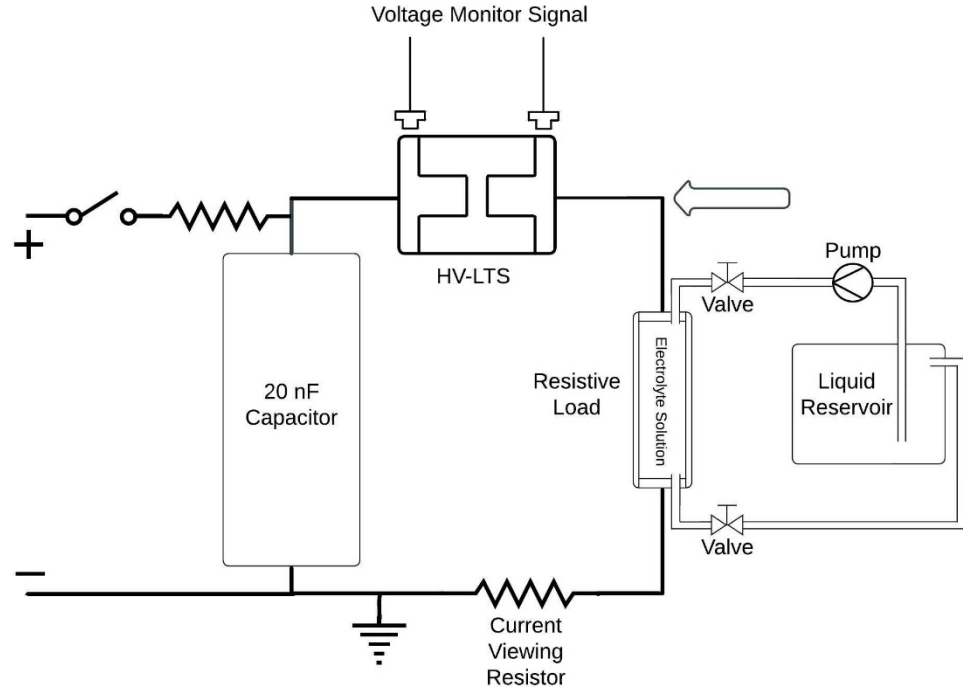 Voltage Monitor Signal
HV-LTS
+
Pump
Valve
20 nF
Capacitor
Resistive
Load
Electrolyte Solution
Liquid
Reservoir
Valve
−
Current
Viewing
Resistor